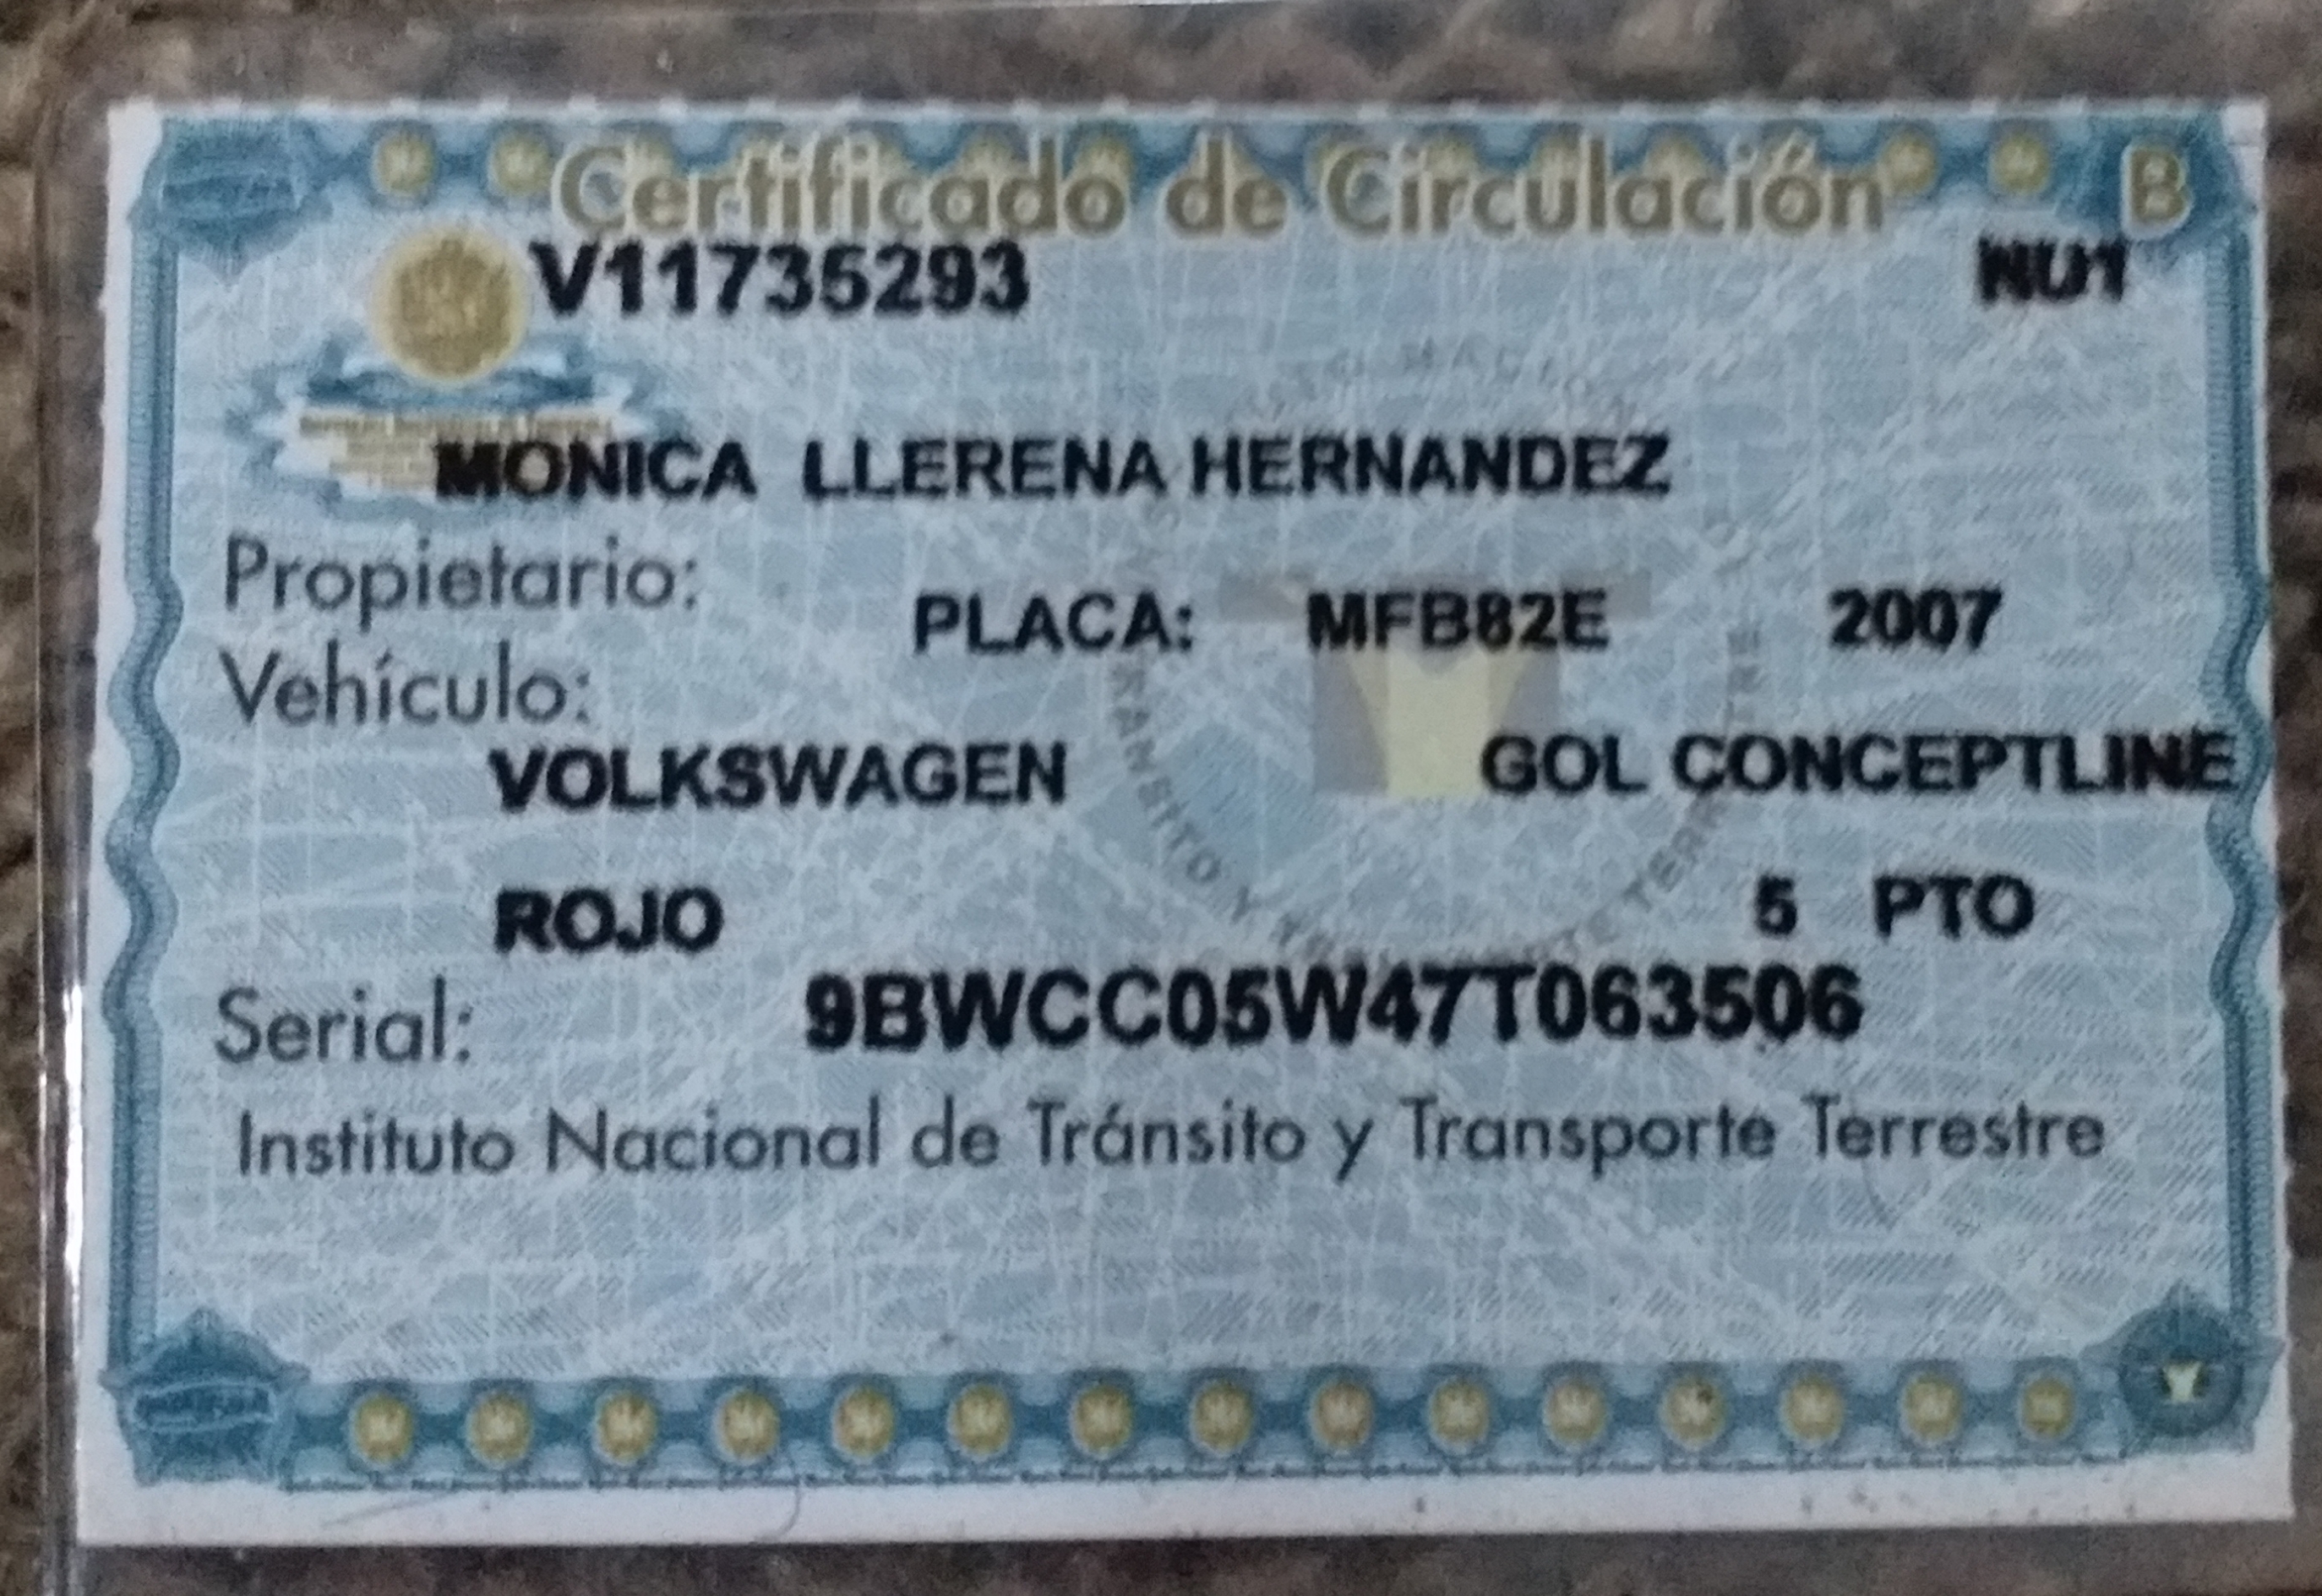 Certificado de Circulación B
V11735293 NU1
MONICA LLERENA HERNANDEZ
Propietario:
PLACA: MFB82E 2007
Vehículo:
VOLKSWAGEN GOL CONCEPTLINE
ROJO 5 PTO
Serial: 9BWCC05W47T063506
Instituto Nacional de Tránsito y Transporte Terrestre